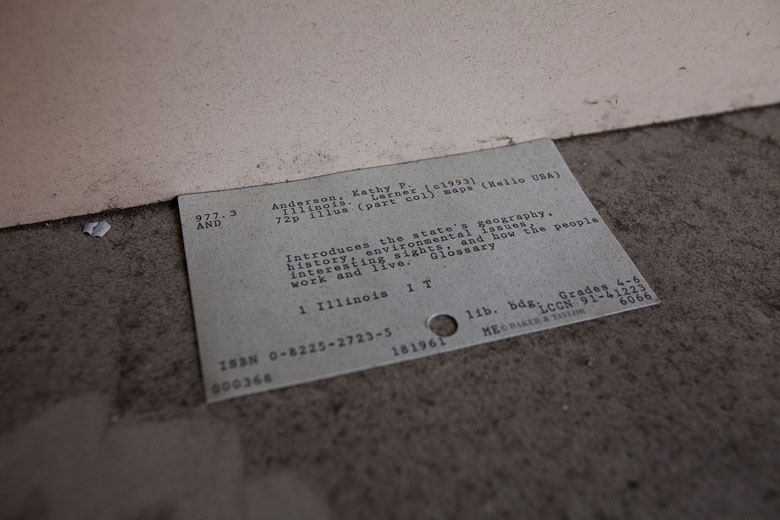 977.3 Anderson, Kathy P.
AND Illinois. Lerner [c1993]
72p illus (part col) maps (Hello USA)
Introduces the state's geography,
history, environmental issues,
interesting sights, and how the people
work and live. Glossary
1 Illinois I T
lib. bdg. Grades 4-6
ISBN 0-8225-2723-5 LCCN 91-41223
181961 ME © BAKER & TAYLOR 6066
000368